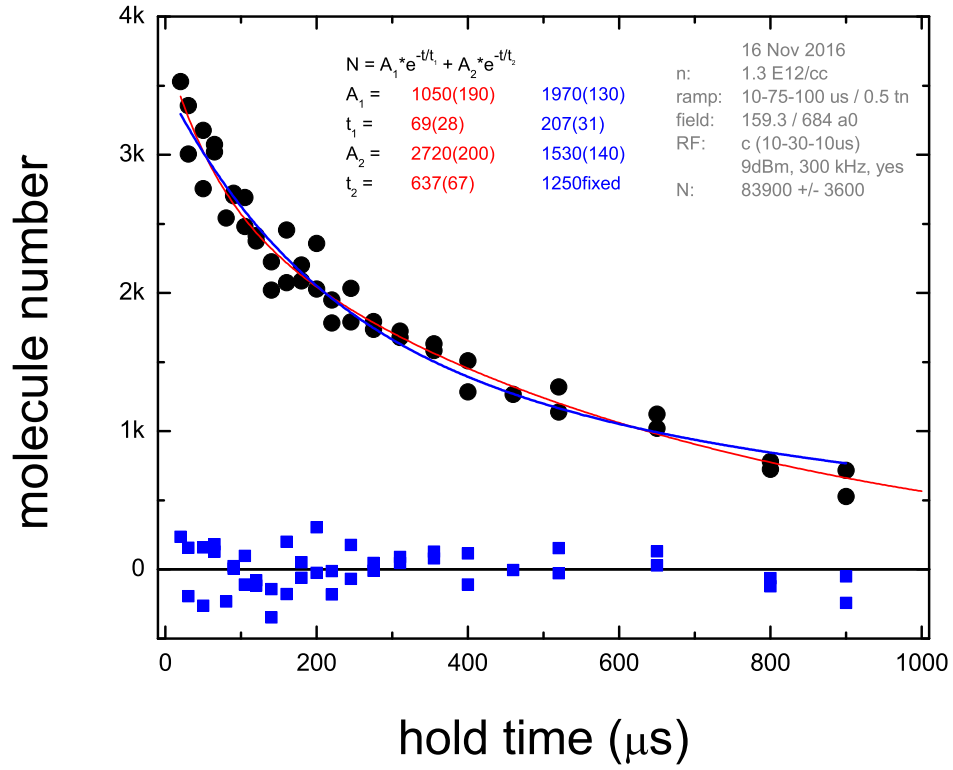 4k
3k
2k
1k
0
molecule number
N = A₁*e^-t/t₁ + A₂*e^-t/t₂
A₁ = 1050(190) 1970(130)
t₁ = 69(28) 207(31)
A₂ = 2720(200) 1530(140)
t₂ = 637(67) 1250fixed
16 Nov 2016
n: 1.3 E12/cc
ramp: 10-75-100 us / 0.5 tn
field: 159.3 / 684 a0
RF: c (10-30-10us)
9dBm, 300 kHz, yes
N: 83900 +/- 3600
0 200 400 600 800 1000
hold time (μs)